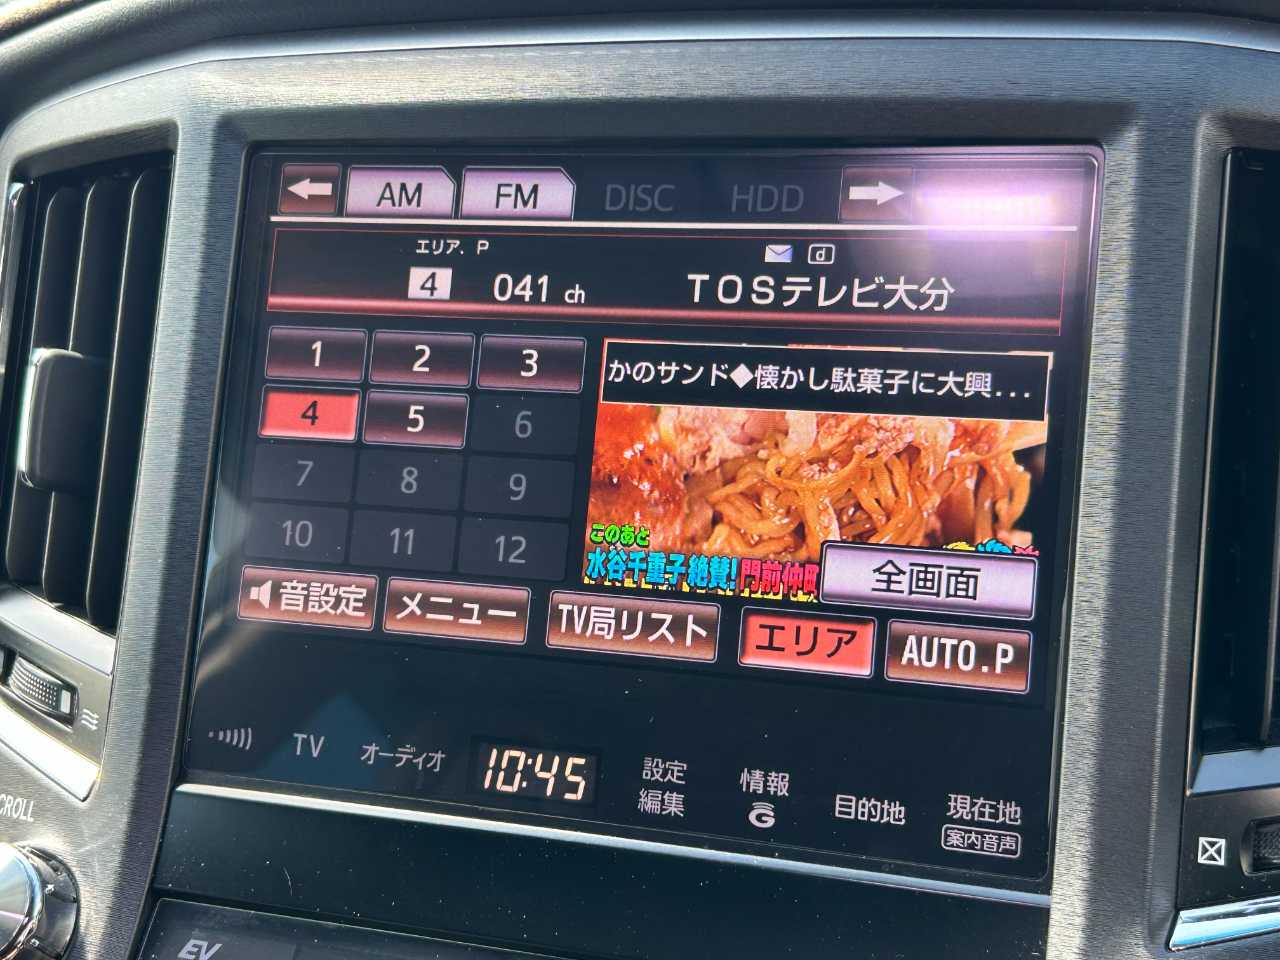 AM FM DISC HDD
エリア. P
4 041 ch TOSテレビ大分
d
1 2 3
4 5 6
7 8 9
10 11 12
かのサンド◆懐かし駄菓子に大興...
このあと
水谷千重子絶賛!門前仲町
全画面
音設定 メニュー TV局リスト エリア AUTO.P
TV オーディオ 10:45 設定編集 情報 G 目的地 現在地
案内音声
CROLL
EV